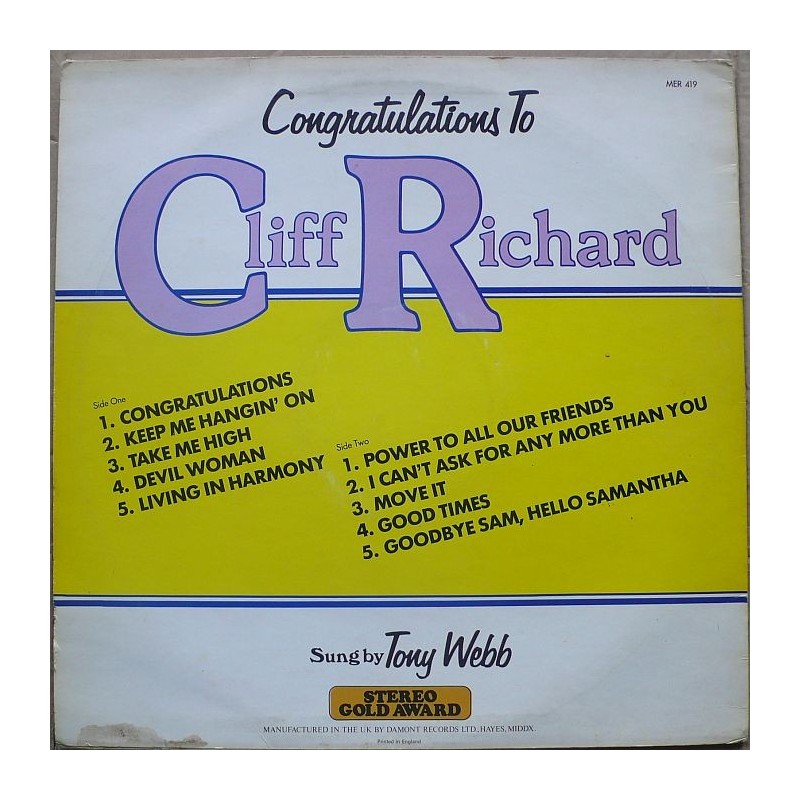 MER 419
Congratulations To
Cliff Richard
Side One
1. CONGRATULATIONS
2. KEEP ME HANGIN' ON
3. TAKE ME HIGH
4. DEVIL WOMAN
5. LIVING IN HARMONY
Side Two
1. POWER TO ALL OUR FRIENDS
2. I CAN'T ASK FOR ANY MORE THAN YOU
3. MOVE IT
4. GOOD TIMES
5. GOODBYE SAM, HELLO SAMANTHA
Sung by Tony Webb
STEREO
GOLD AWARD
MANUFACTURED IN THE UK BY DAMONT RECORDS LTD., HAYES, MIDDX.
Printed in England